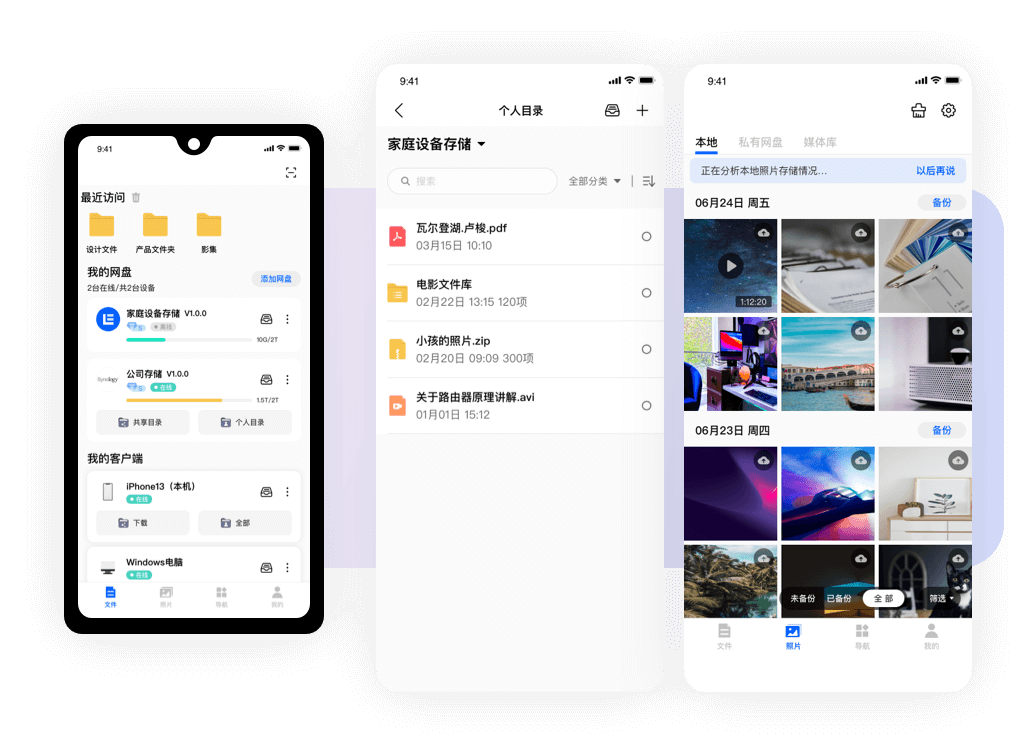 9:41
最近访问
设计文件
产品文件夹
影集
我的网盘
添加网盘
2台在线/共2台设备
家庭设备存储 V1.0.0
离线
10G/2T
Synology
公司存储 V1.0.0
在线
1.5T/2T
共享目录
个人目录
我的客户端
iPhone13（本机）
在线
下载
全部
Windows电脑
在线
文件
照片
导航
我的
9:41
个人目录
家庭设备存储
搜索
全部分类
瓦尔登湖.卢梭.pdf
03月15日 10:10
电影文件库
02月22日 13:15 120项
小孩的照片.zip
02月20日 09:09 300项
关于路由器原理讲解.avi
01月01日 15:12
9:41
本地 私有网盘 媒体库
正在分析本地照片存储情况... 以后再说
06月24日 周五 备份
1:12:20
06月23日 周四 备份
未备份 已备份 全部 筛选
文件 照片 导航 我的